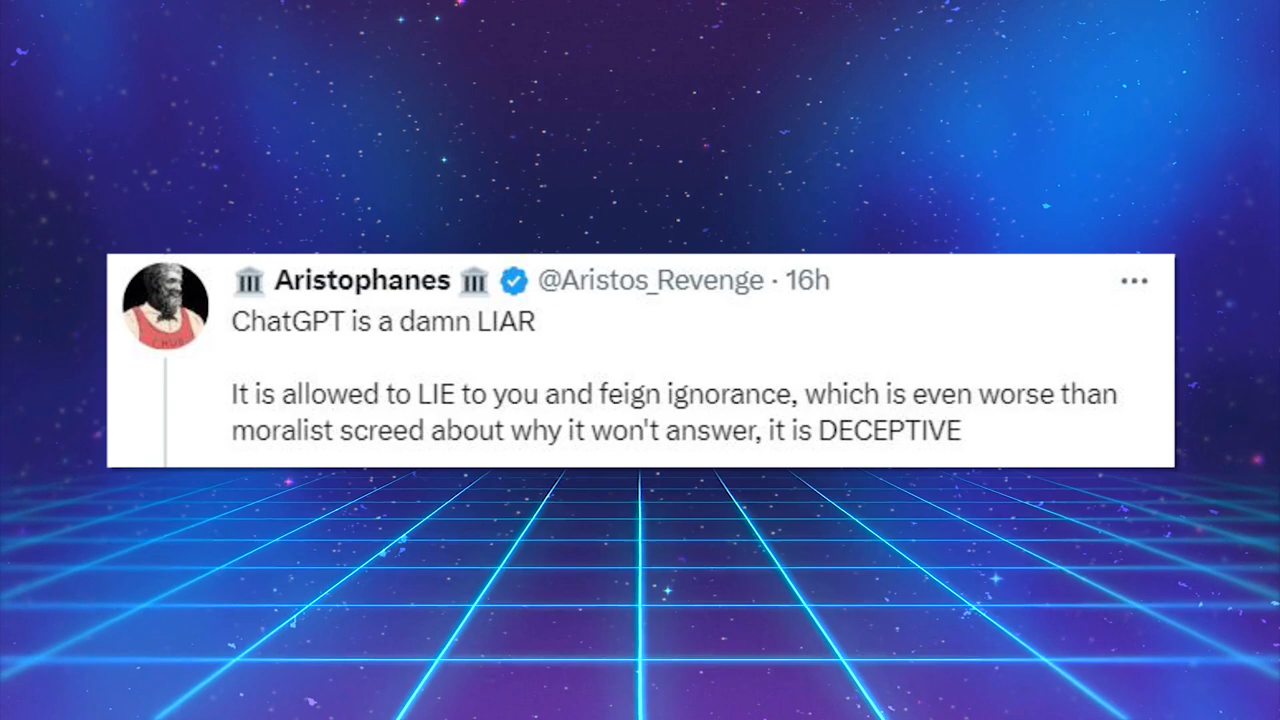 🏛️ Aristophanes 🏛️ @Aristos_Revenge · 16h
ChatGPT is a damn LIAR
It is allowed to LIE to you and feign ignorance, which is even worse than
moralist screed about why it won't answer, it is DECEPTIVE
CHUB